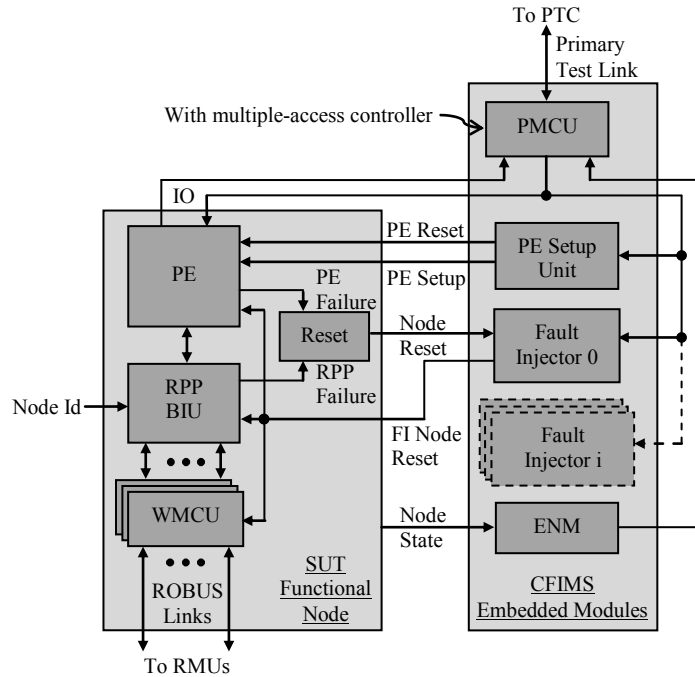 To PTC
Primary
Test Link
With multiple-access controller
PMCU
IO
PE Reset
PE Setup
Unit
PE
PE Setup
PE
Failure
Reset
Node
Reset
Fault
Injector 0
RPP
Failure
RPP
BIU
Node Id
FI Node
Reset
Fault
Injector i
WMCU
Node
State
ENM
SUT
Functional
Node
ROBUS
Links
CFIMS
Embedded Modules
To RMUs